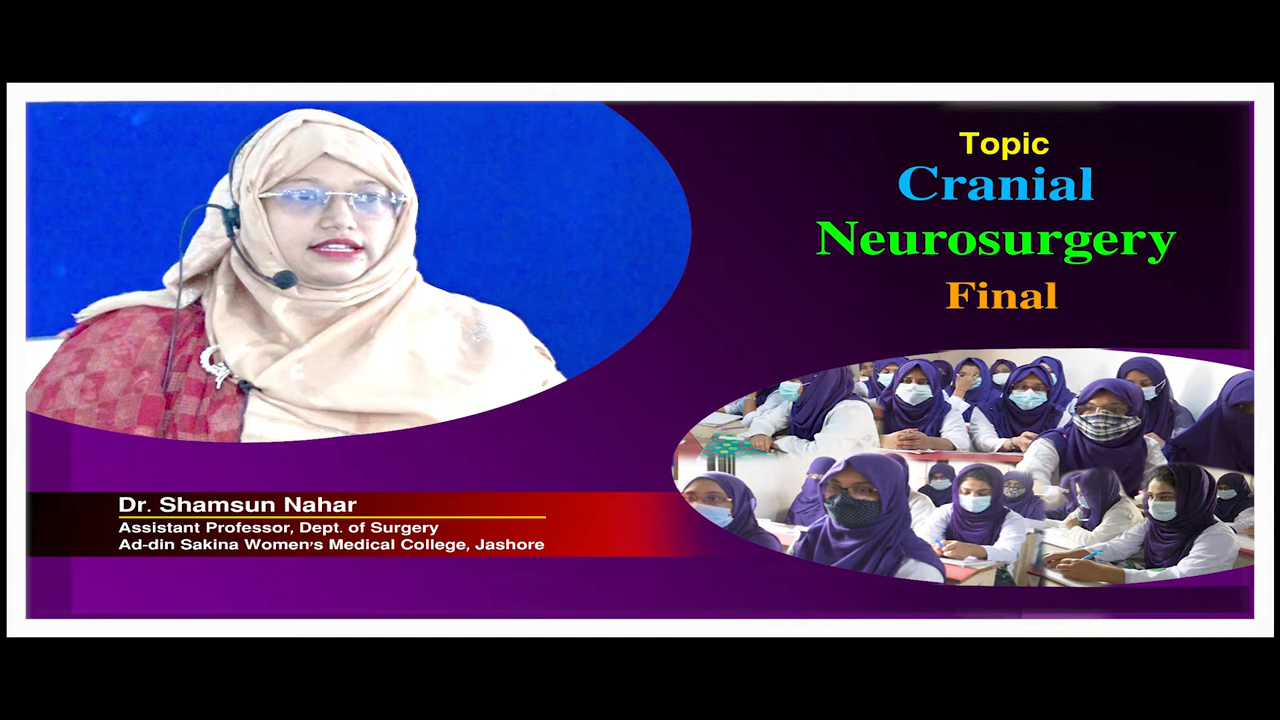 Topic
Cranial
Neurosurgery
Final
Dr. Shamsun Nahar
Assistant Professor, Dept. of Surgery
Ad-din Sakina Women's Medical College, Jashore